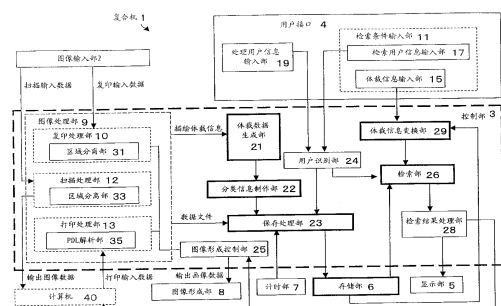 复合机 1
用户接口 4
图像输入部2
处理用户信息
输入部
19
检索条件输入部 11
检索用户信息输入部 17
体裁信息输入部 15
扫描输入数据
复印输入数据
控制部 3
图像处理部 9
复印处理部 10
区域分离部 31
扫描处理部 12
区域分离部 33
打印处理部 13
PDL解析部 35
描绘体裁信息
体裁数据
生成部
21
用户识别部 24
体裁信息变换部
29
分类信息制作部 22
检索部 26
数据文件
保存处理部 23
检索结果处理部
28
图像形成控制部 25
输出图像数据
打印输入数据
输出画像数据
计算机 40
图像形成部 8
计时部 7
存储部 6
显示部 5